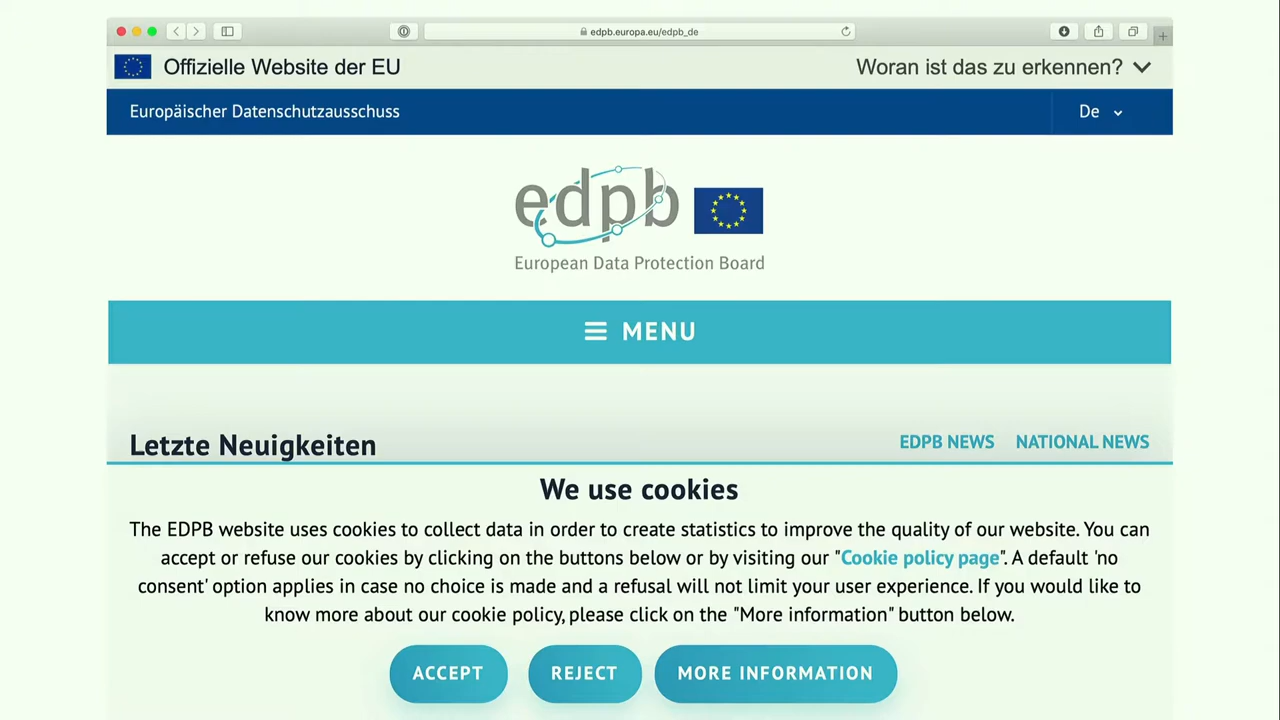 edpb.europa.eu/edpb_de
Offizielle Website der EU
Woran ist das zu erkennen?
Europäischer Datenschutzausschuss
De
edpb
European Data Protection Board
MENU
Letzte Neuigkeiten
EDPB NEWS
NATIONAL NEWS
We use cookies
The EDPB website uses cookies to collect data in order to create statistics to improve the quality of our website. You can
accept or refuse our cookies by clicking on the buttons below or by visiting our "Cookie policy page". A default 'no
consent' option applies in case no choice is made and a refusal will not limit your user experience. If you would like to
know more about our cookie policy, please click on the "More information" button below.
ACCEPT
REJECT
MORE INFORMATION